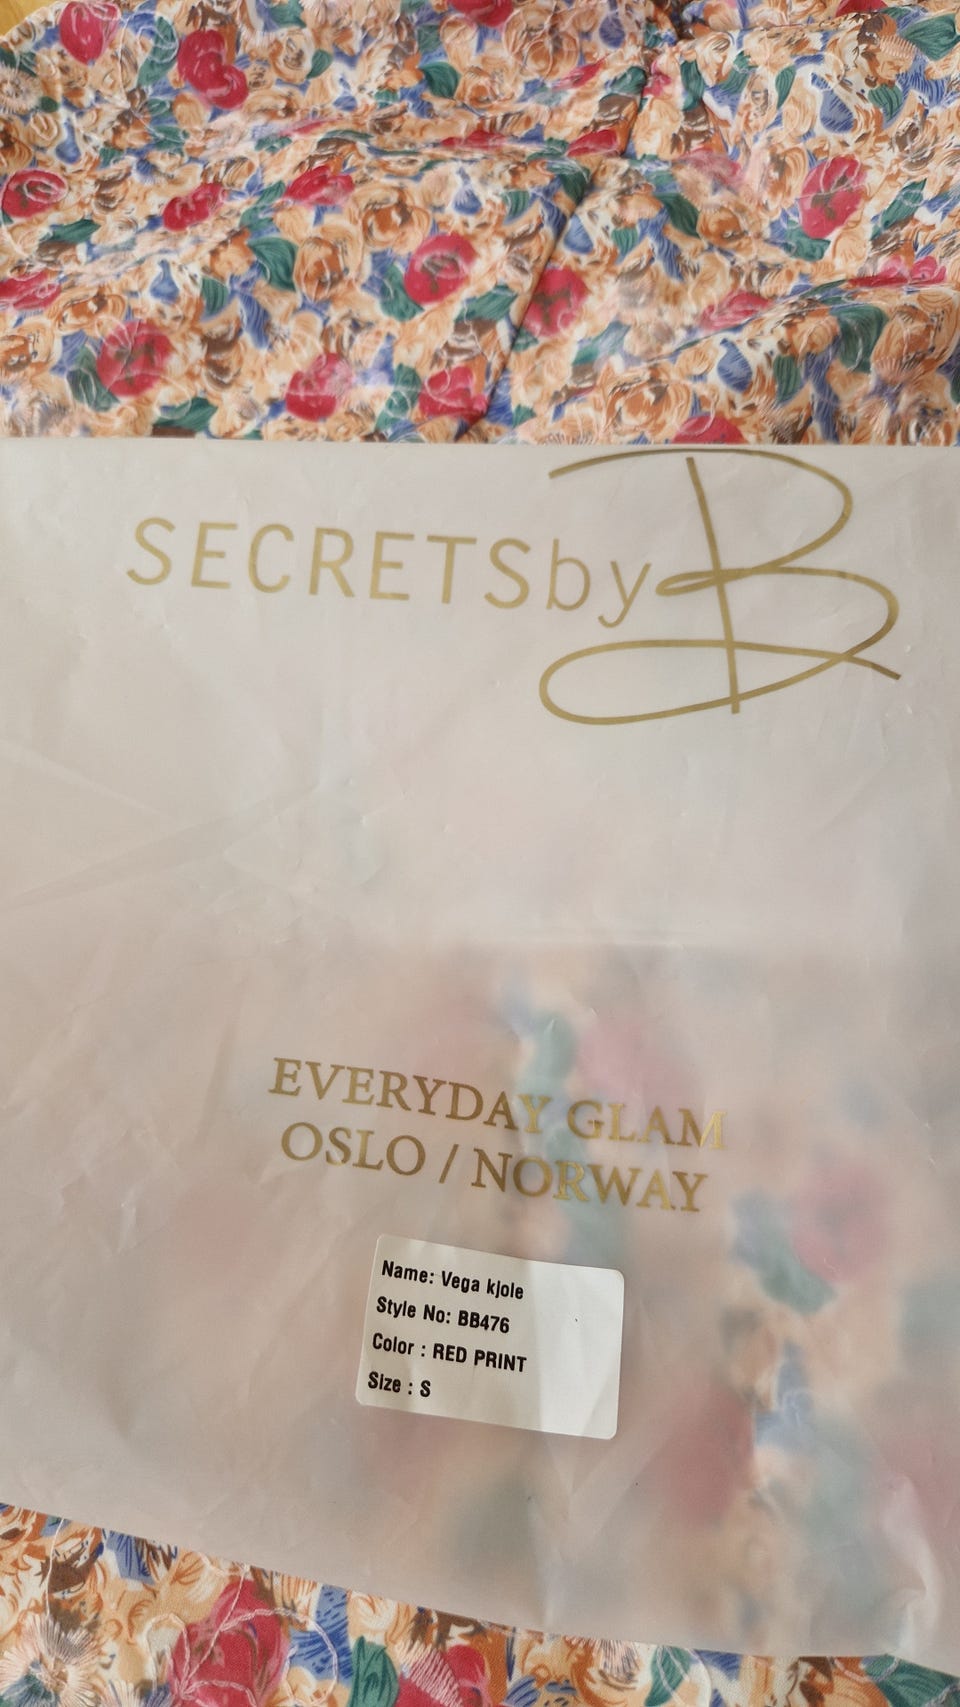 SECRETSbyB
EVERYDAY GLAM
OSLO / NORWAY
Name: Vega kjole
Style No: BB476
Color : RED PRINT
Size : S